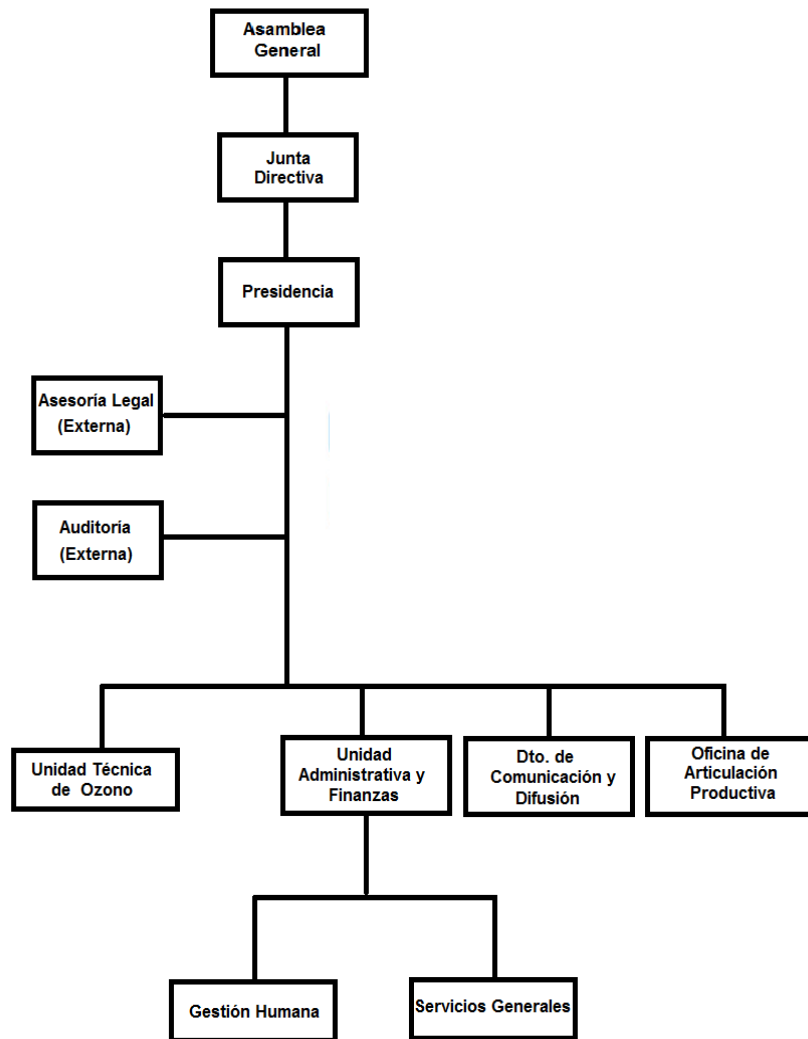 Asamblea
General
Junta
Directiva
Presidencia
Asesoría Legal
(Externa)
Auditoría
(Externa)
Unidad Técnica
de Ozono
Unidad
Administrativa y
Finanzas
Dto. de
Comunicación y
Difusión
Oficina de
Articulación
Productiva
Gestión Humana
Servicios Generales